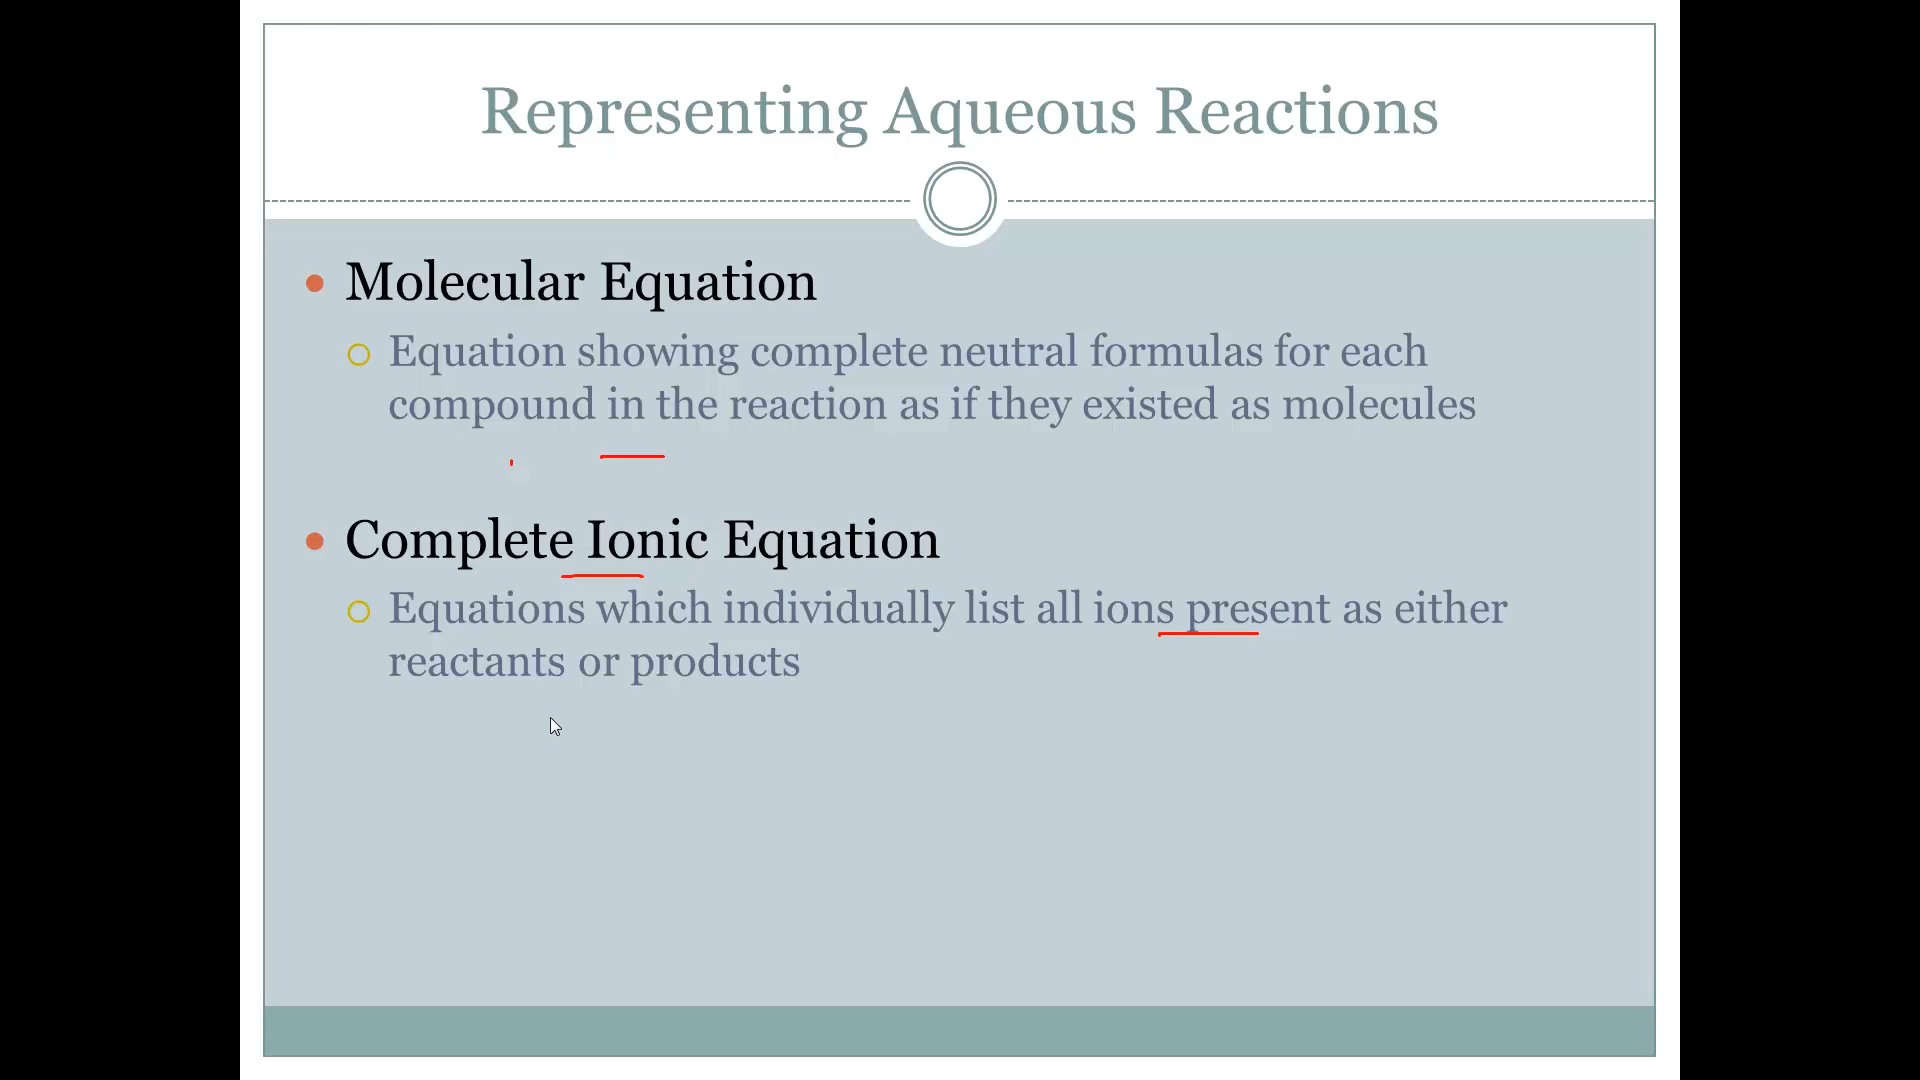 Representing Aqueous Reactions
Molecular Equation
Equation showing complete neutral formulas for each
compound in the reaction as if they existed as molecules
Complete Ionic Equation
Equations which individually list all ions present as either
reactants or products